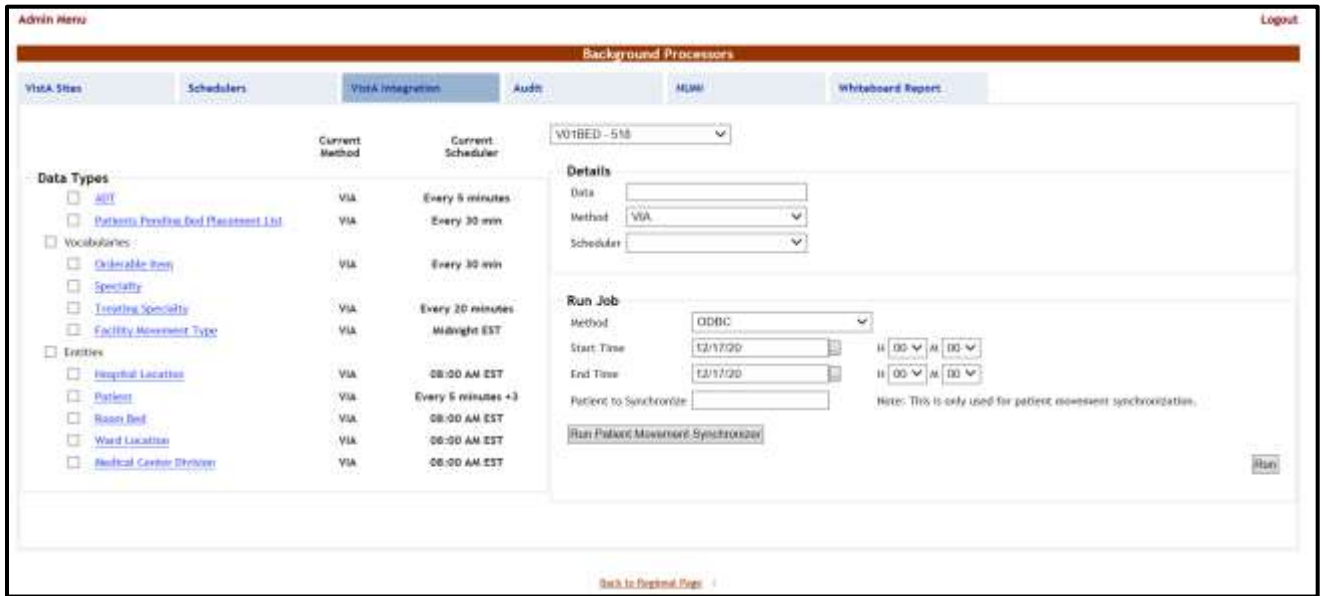 Admin Menu Logout
Background Processors
VistA Sites Schedulers VistA Integration Audit NUMI Whiteboard Report
Current Method Current Scheduler
V01BED - 518
Data Types
ADT VIA Every 5 minutes
Patients Pending Bed Placement List VIA Every 30 min
Vocabularies
Orderable Item VIA Every 30 min
Specialty
Treating Specialty VIA Every 20 minutes
Facility Movement Type VIA Midnight EST
Entities
Hospital Location VIA 08:00 AM EST
Patient VIA Every 5 minutes +3
Room Bed VIA 08:00 AM EST
Ward Location VIA 08:00 AM EST
Medical Center Division VIA 08:00 AM EST
Details
Data
Method VIA
Scheduler
Run Job
Method ODBC
Start Time 12/17/20 H 00 M 00
End Time 12/17/20 H 00 M 00
Patient to Synchronize Note: This is only used for patient movement synchronization.
Run Patient Movement Synchronizer
Run
Back to Regional Page